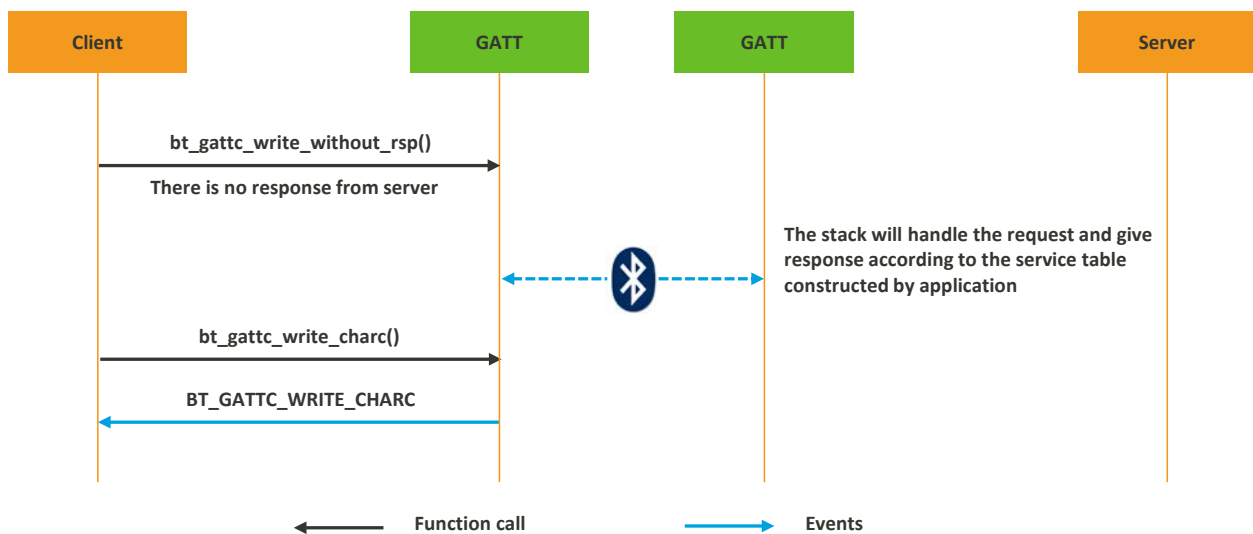 Client
GATT
GATT
Server
bt_gattc_write_without_rsp()
There is no response from server
The stack will handle the request and give
response according to the service table
constructed by application
bt_gattc_write_charc()
BT_GATTC_WRITE_CHARC
Function call
Events